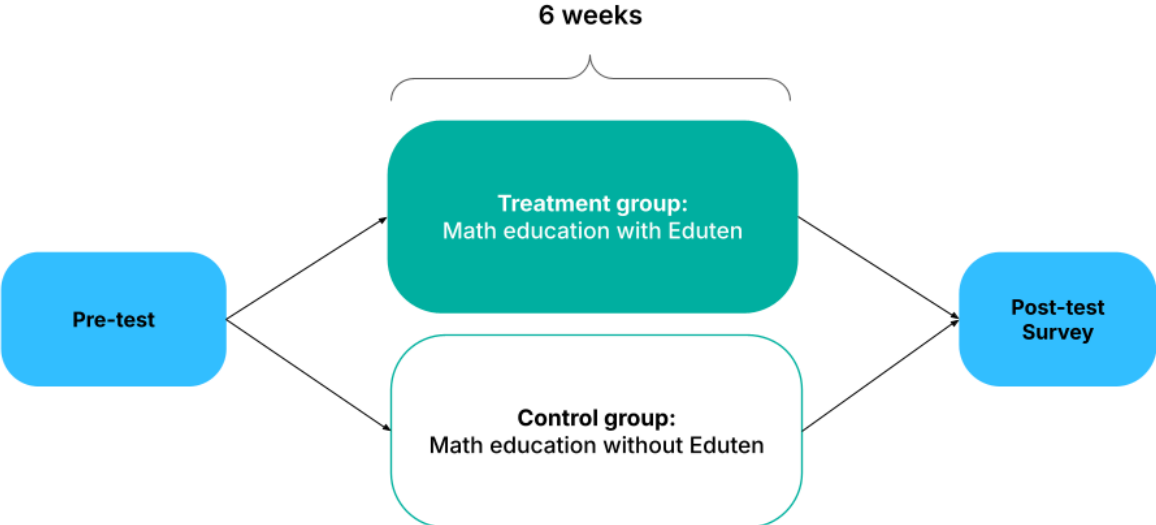 6 weeks
Treatment group:
Math education with Eduten
Pre-test
Post-test
Survey
Control group:
Math education without Eduten